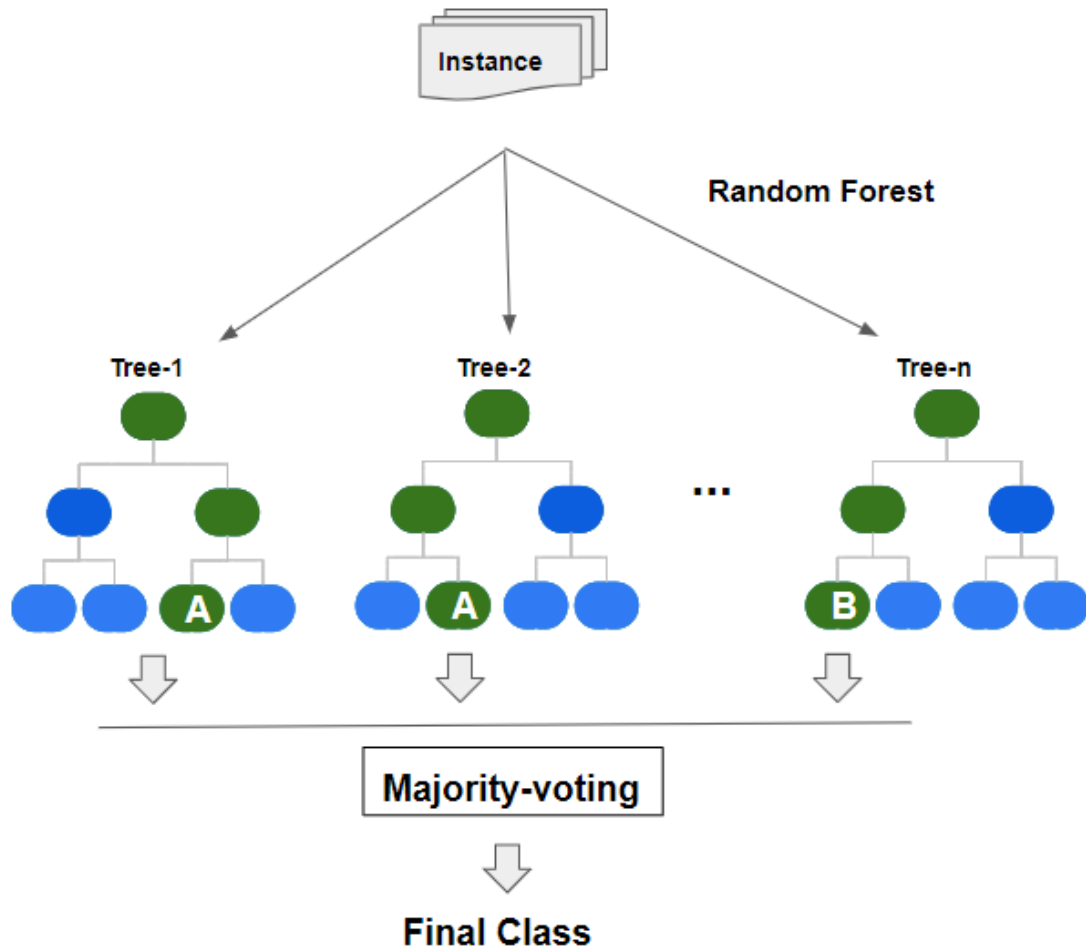 Instance
Random Forest
Tree-1
Tree-2
Tree-n
...
A
A
B
Majority-voting
Final Class